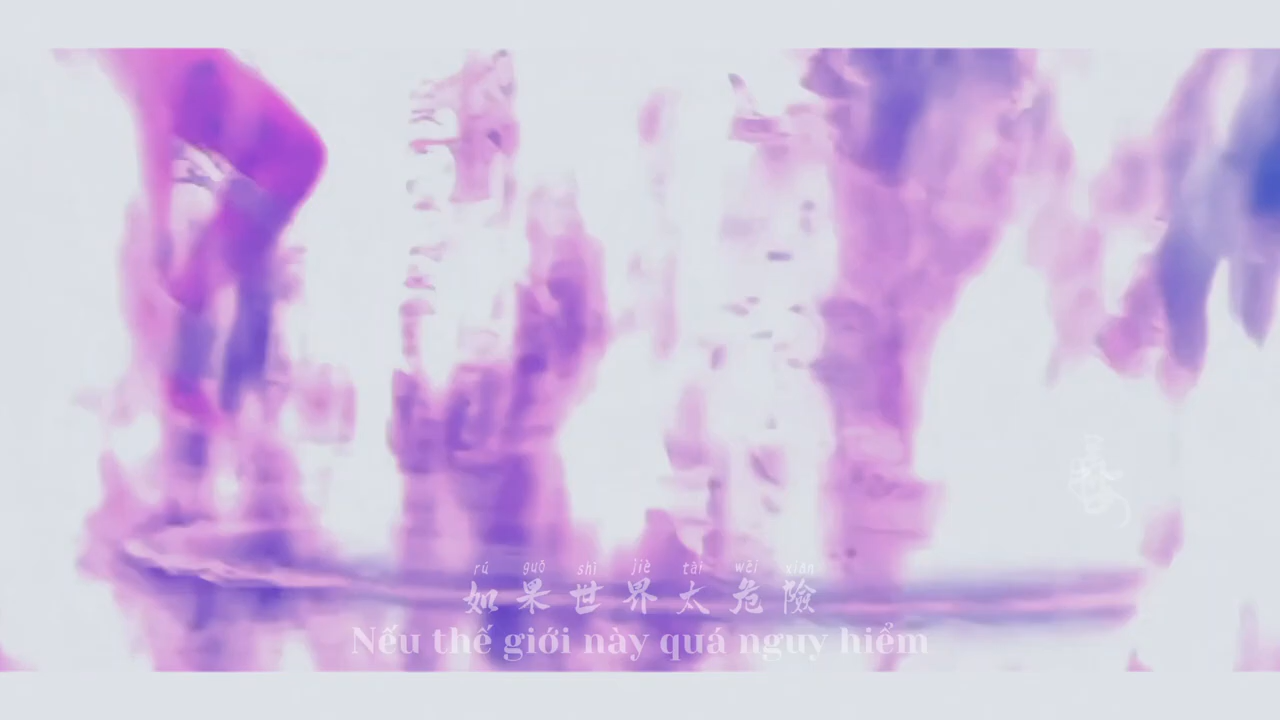 rú guǒ shì jiè tài wēi xiǎn
如果世界太危險
Nếu thế giới này quá nguy hiểm